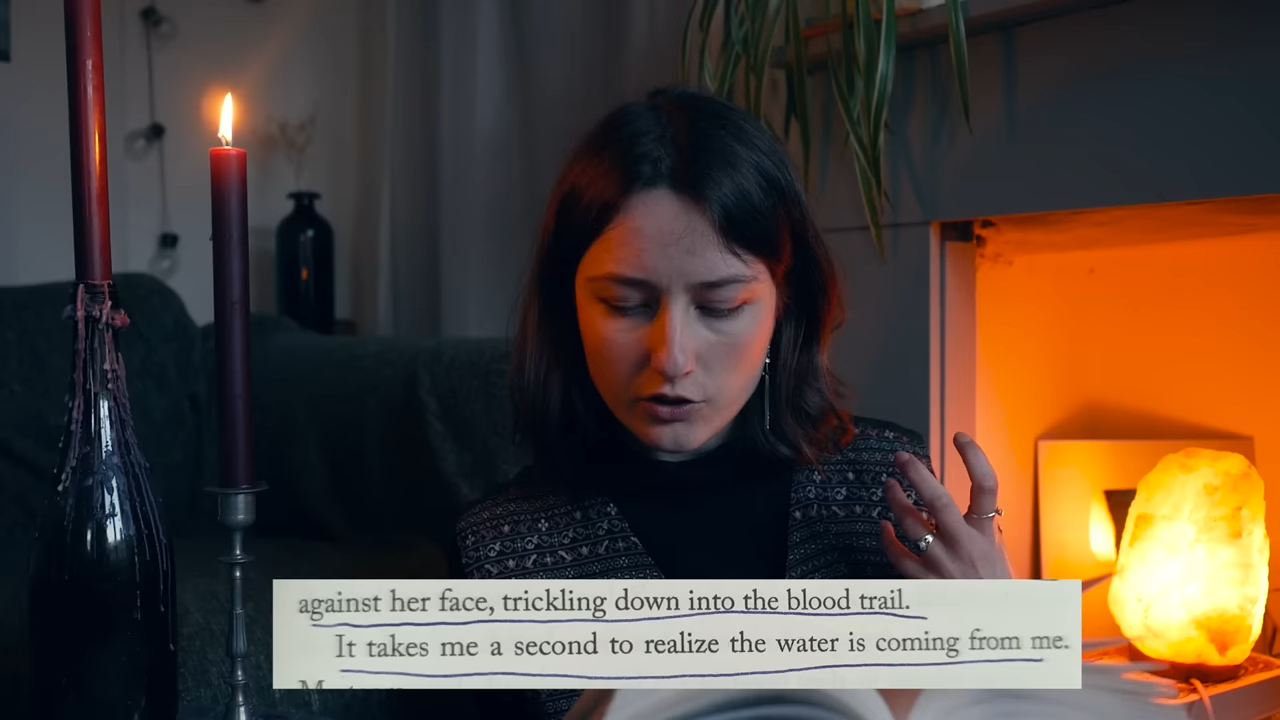 against her face, trickling down into the blood trail.
It takes me a second to realize the water is coming from me.